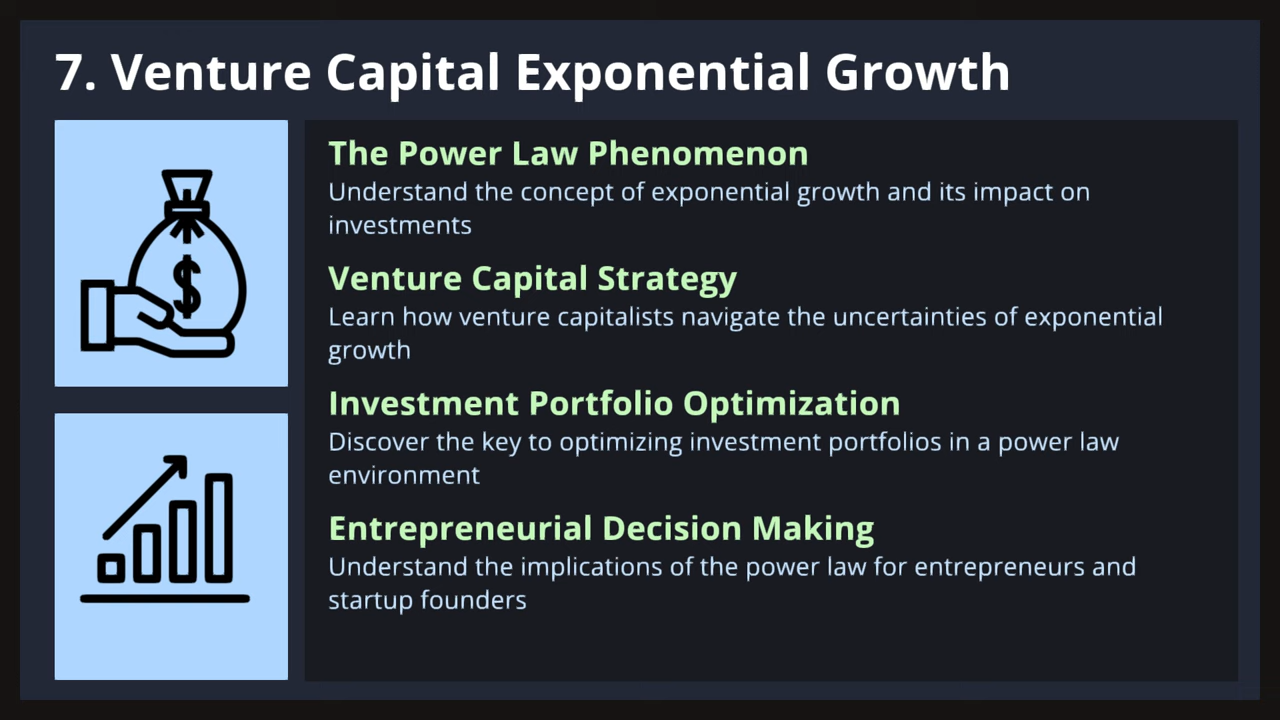 7. Venture Capital Exponential Growth
$
The Power Law Phenomenon
Understand the concept of exponential growth and its impact on
investments
Venture Capital Strategy
Learn how venture capitalists navigate the uncertainties of exponential
growth
Investment Portfolio Optimization
Discover the key to optimizing investment portfolios in a power law
environment
Entrepreneurial Decision Making
Understand the implications of the power law for entrepreneurs and
startup founders